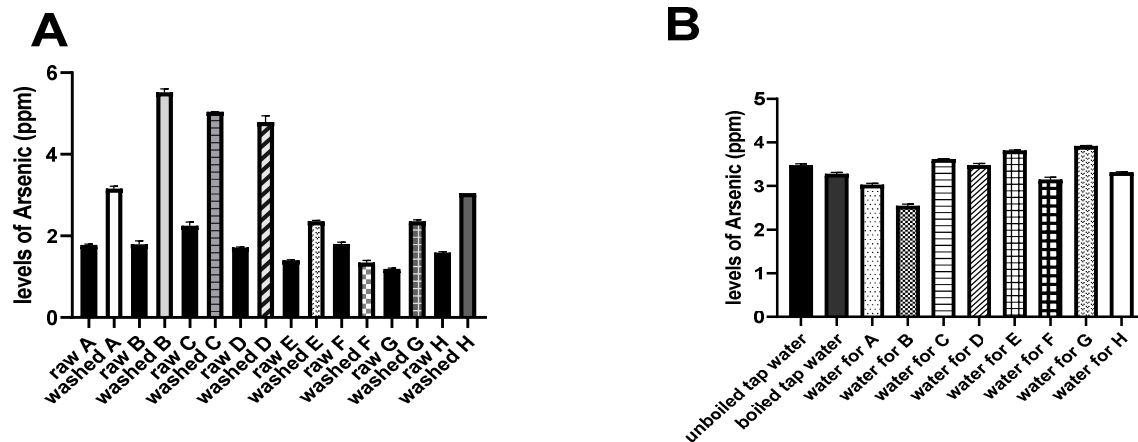 A
levels of Arsenic (ppm)
6
4
2
0
raw A
washed A
raw B
washed B
raw C
washed C
raw D
washed D
raw E
washed E
raw F
washed F
raw G
washed G
raw H
washed H
B
levels of Arsenic (ppm)
5
4
3
2
1
0
unboiled tap water
boiled tap water
water for A
water for B
water for C
water for D
water for E
water for F
water for G
water for H